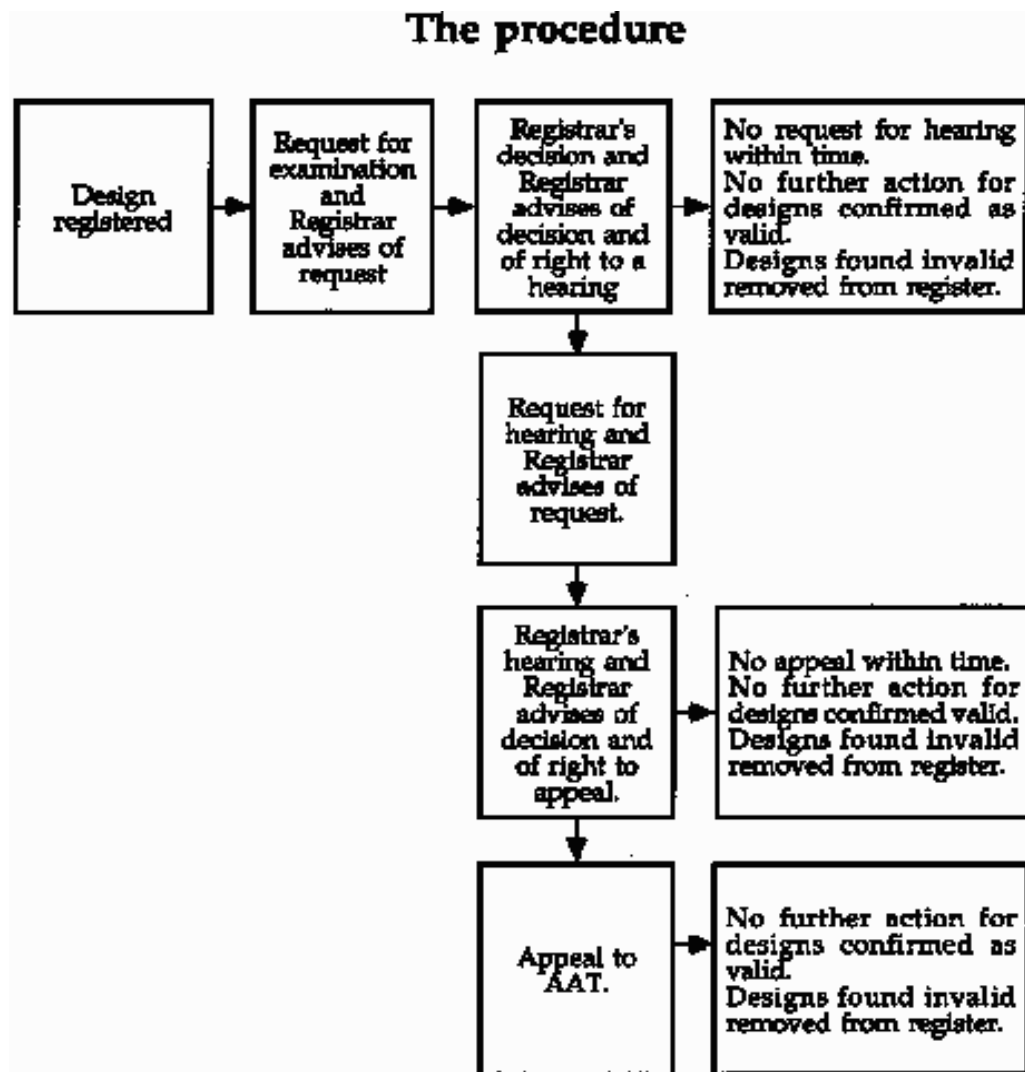 The procedure
Design
registered
Request for
examination
and
Registrar
advises of
request
Registrar's
decision and
Registrar
advises of
decision and
of right to a
hearing
No request for hearing
within time.
No further action for
designs confirmed as
valid.
Designs found invalid
removed from register.
Request for
hearing and
Registrar
advises of
request.
Registrar's
hearing and
Registrar
advises of
decision and
of right to
appeal.
No appeal within time.
No further action for
designs confirmed valid.
Designs found invalid
removed from register.
Appeal to
AAT.
No further action for
designs confirmed as
valid.
Designs found invalid
removed from register.